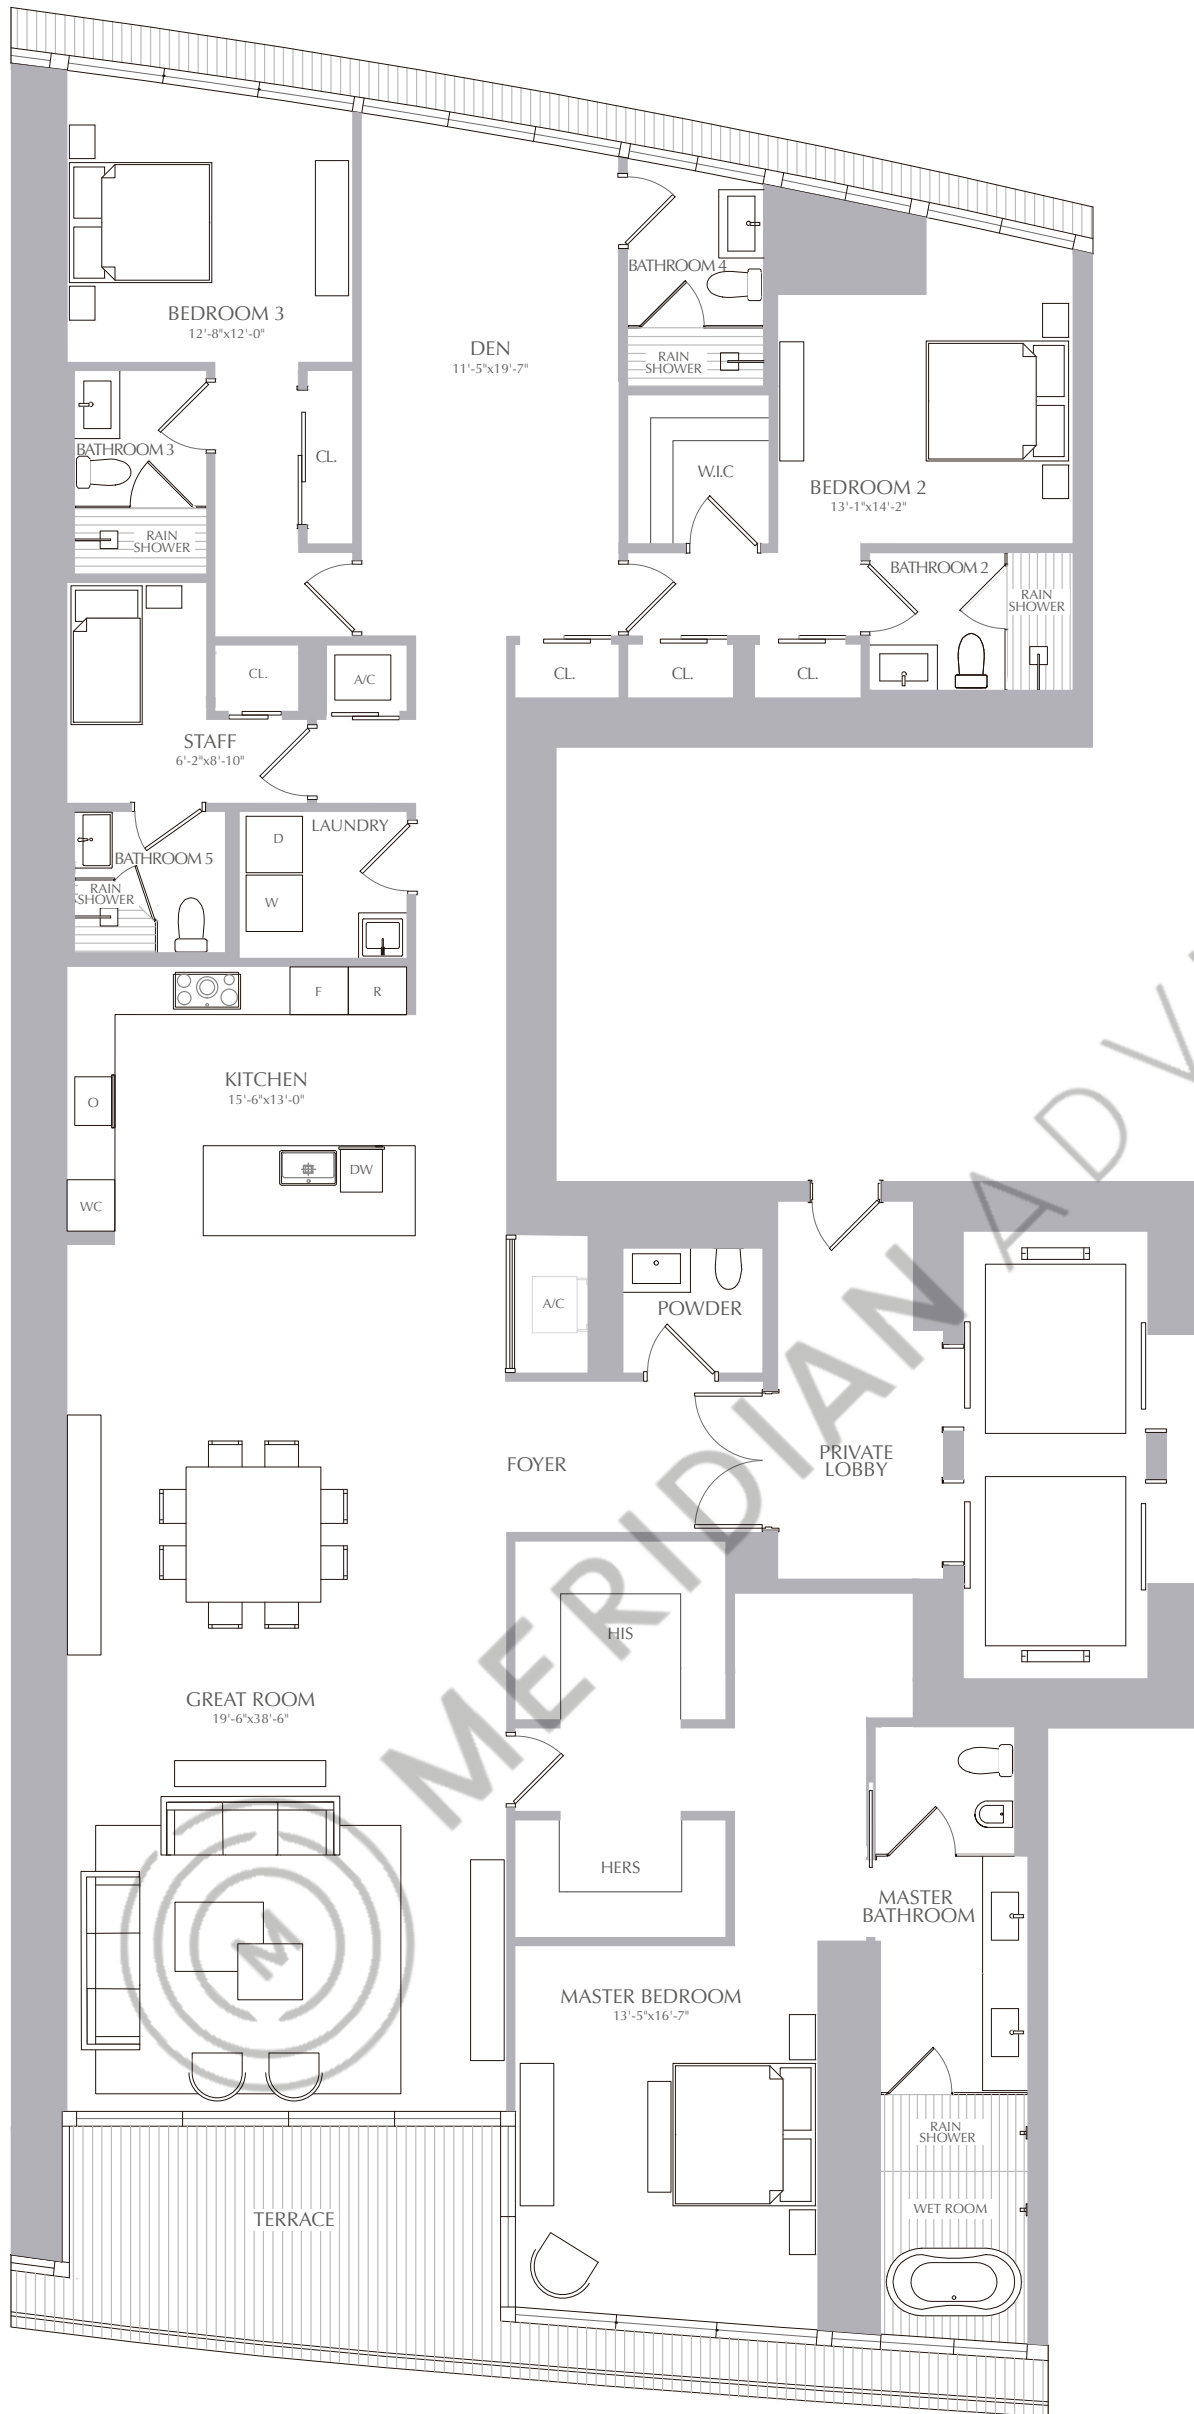 BATHROOM 4
BEDROOM 3
12'-8"x12'-0"
DEN
11'-5"x19'-7"
RAIN
SHOWER
BATHROOM 3
CL.
W.I.C
BEDROOM 2
13'-1"x14'-2"
RAIN
SHOWER
BATHROOM 2
RAIN
SHOWER
CL.
A/C
CL.
CL.
CL.
STAFF
6'-2"x8'-10"
LAUNDRY
D
BATHROOM 5
RAIN
SHOWER
W
F
R
KITCHEN
15'-6"x13'-0"
O
DW
WC
A/C
POWDER
FOYER
PRIVATE
LOBBY
HIS
GREAT ROOM
19'-6"x38'-6"
HERS
MASTER
BATHROOM
MASTER BEDROOM
13'-5"x16'-7"
RAIN
SHOWER
WET ROOM
TERRACE
M MERIDIAN ADV